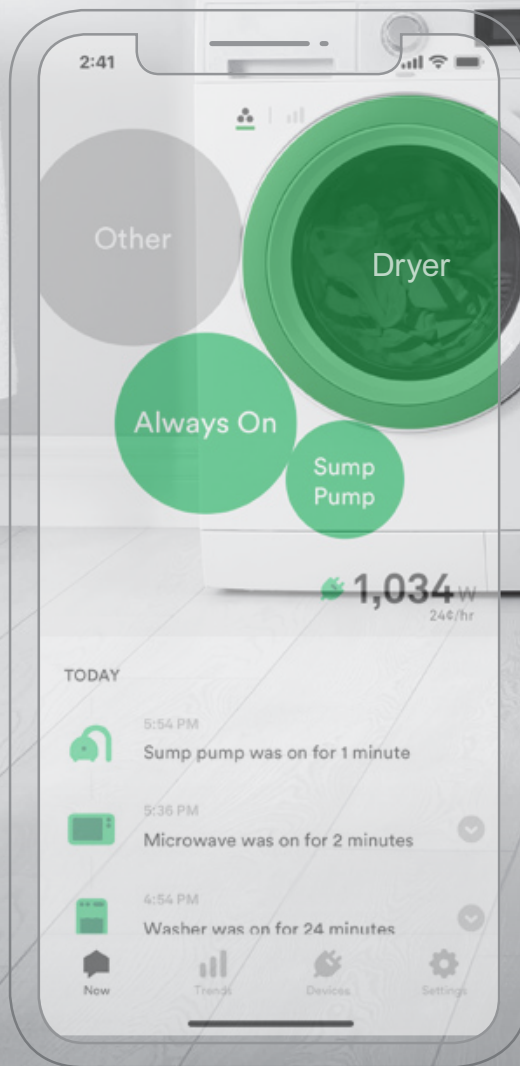 2:41
Other
Dryer
Always On
Sump
Pump
1,034 W
24¢/hr
TODAY
5:54 PM
Sump pump was on for 1 minute
5:36 PM
Microwave was on for 2 minutes
4:54 PM
Washer was on for 24 minutes
Now Trends Devices Settings